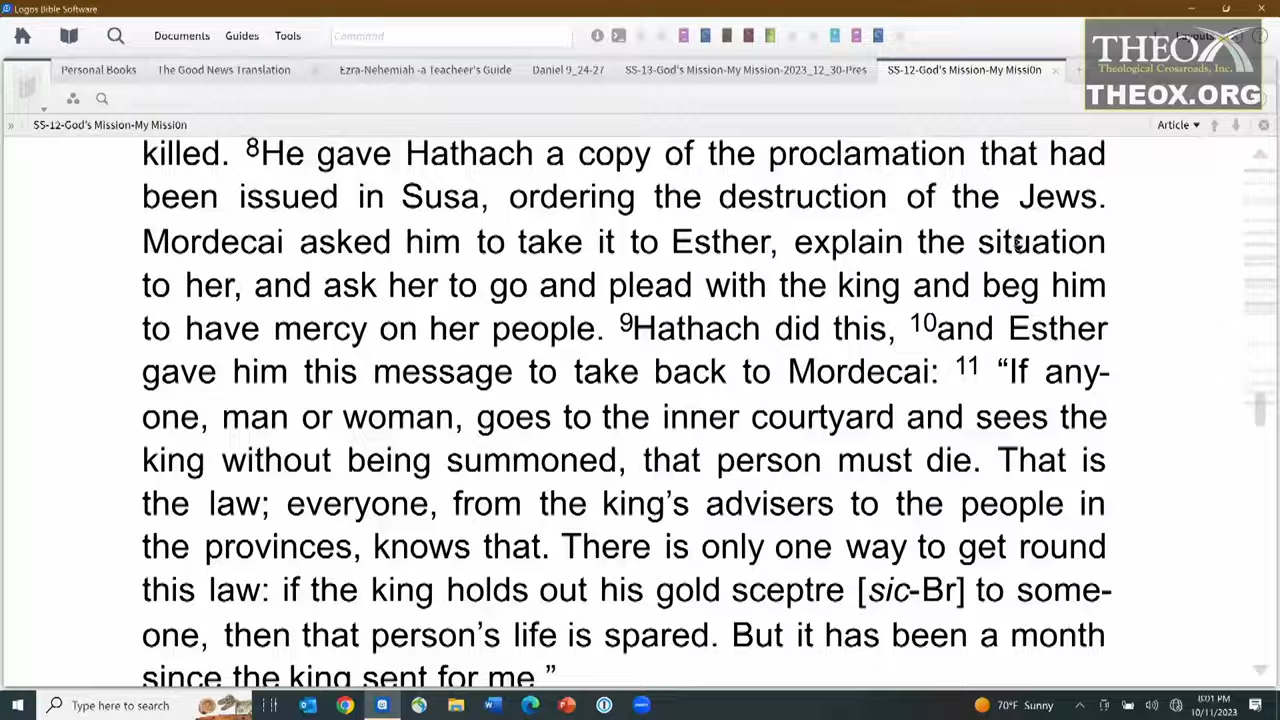 Logos Bible Software
Documents Guides Tools Command
THEOX
Theological Crossroads, Inc.
THEOX.ORG
Personal Books The Good News Translation Daniel 9_24-27 SS-13-God's Mission-My Mission-2023_12_30-Pres SS-12-God's Mission-My Missi0n
SS-12-God's Mission-My Missi0n Article
killed. 8He gave Hathach a copy of the proclamation that had
been issued in Susa, ordering the destruction of the Jews.
Mordecai asked him to take it to Esther, explain the situation
to her, and ask her to go and plead with the king and beg him
to have mercy on her people. 9Hathach did this, 10and Esther
gave him this message to take back to Mordecai: 11 “If any-
one, man or woman, goes to the inner courtyard and sees the
king without being summoned, that person must die. That is
the law; everyone, from the king’s advisers to the people in
the provinces, knows that. There is only one way to get round
this law: if the king holds out his gold sceptre [sic-Br] to some-
one, then that person’s life is spared. But it has been a month
since the king sent for me.”
Type here to search 70°F Sunny 8:01 PM
10/11/2023